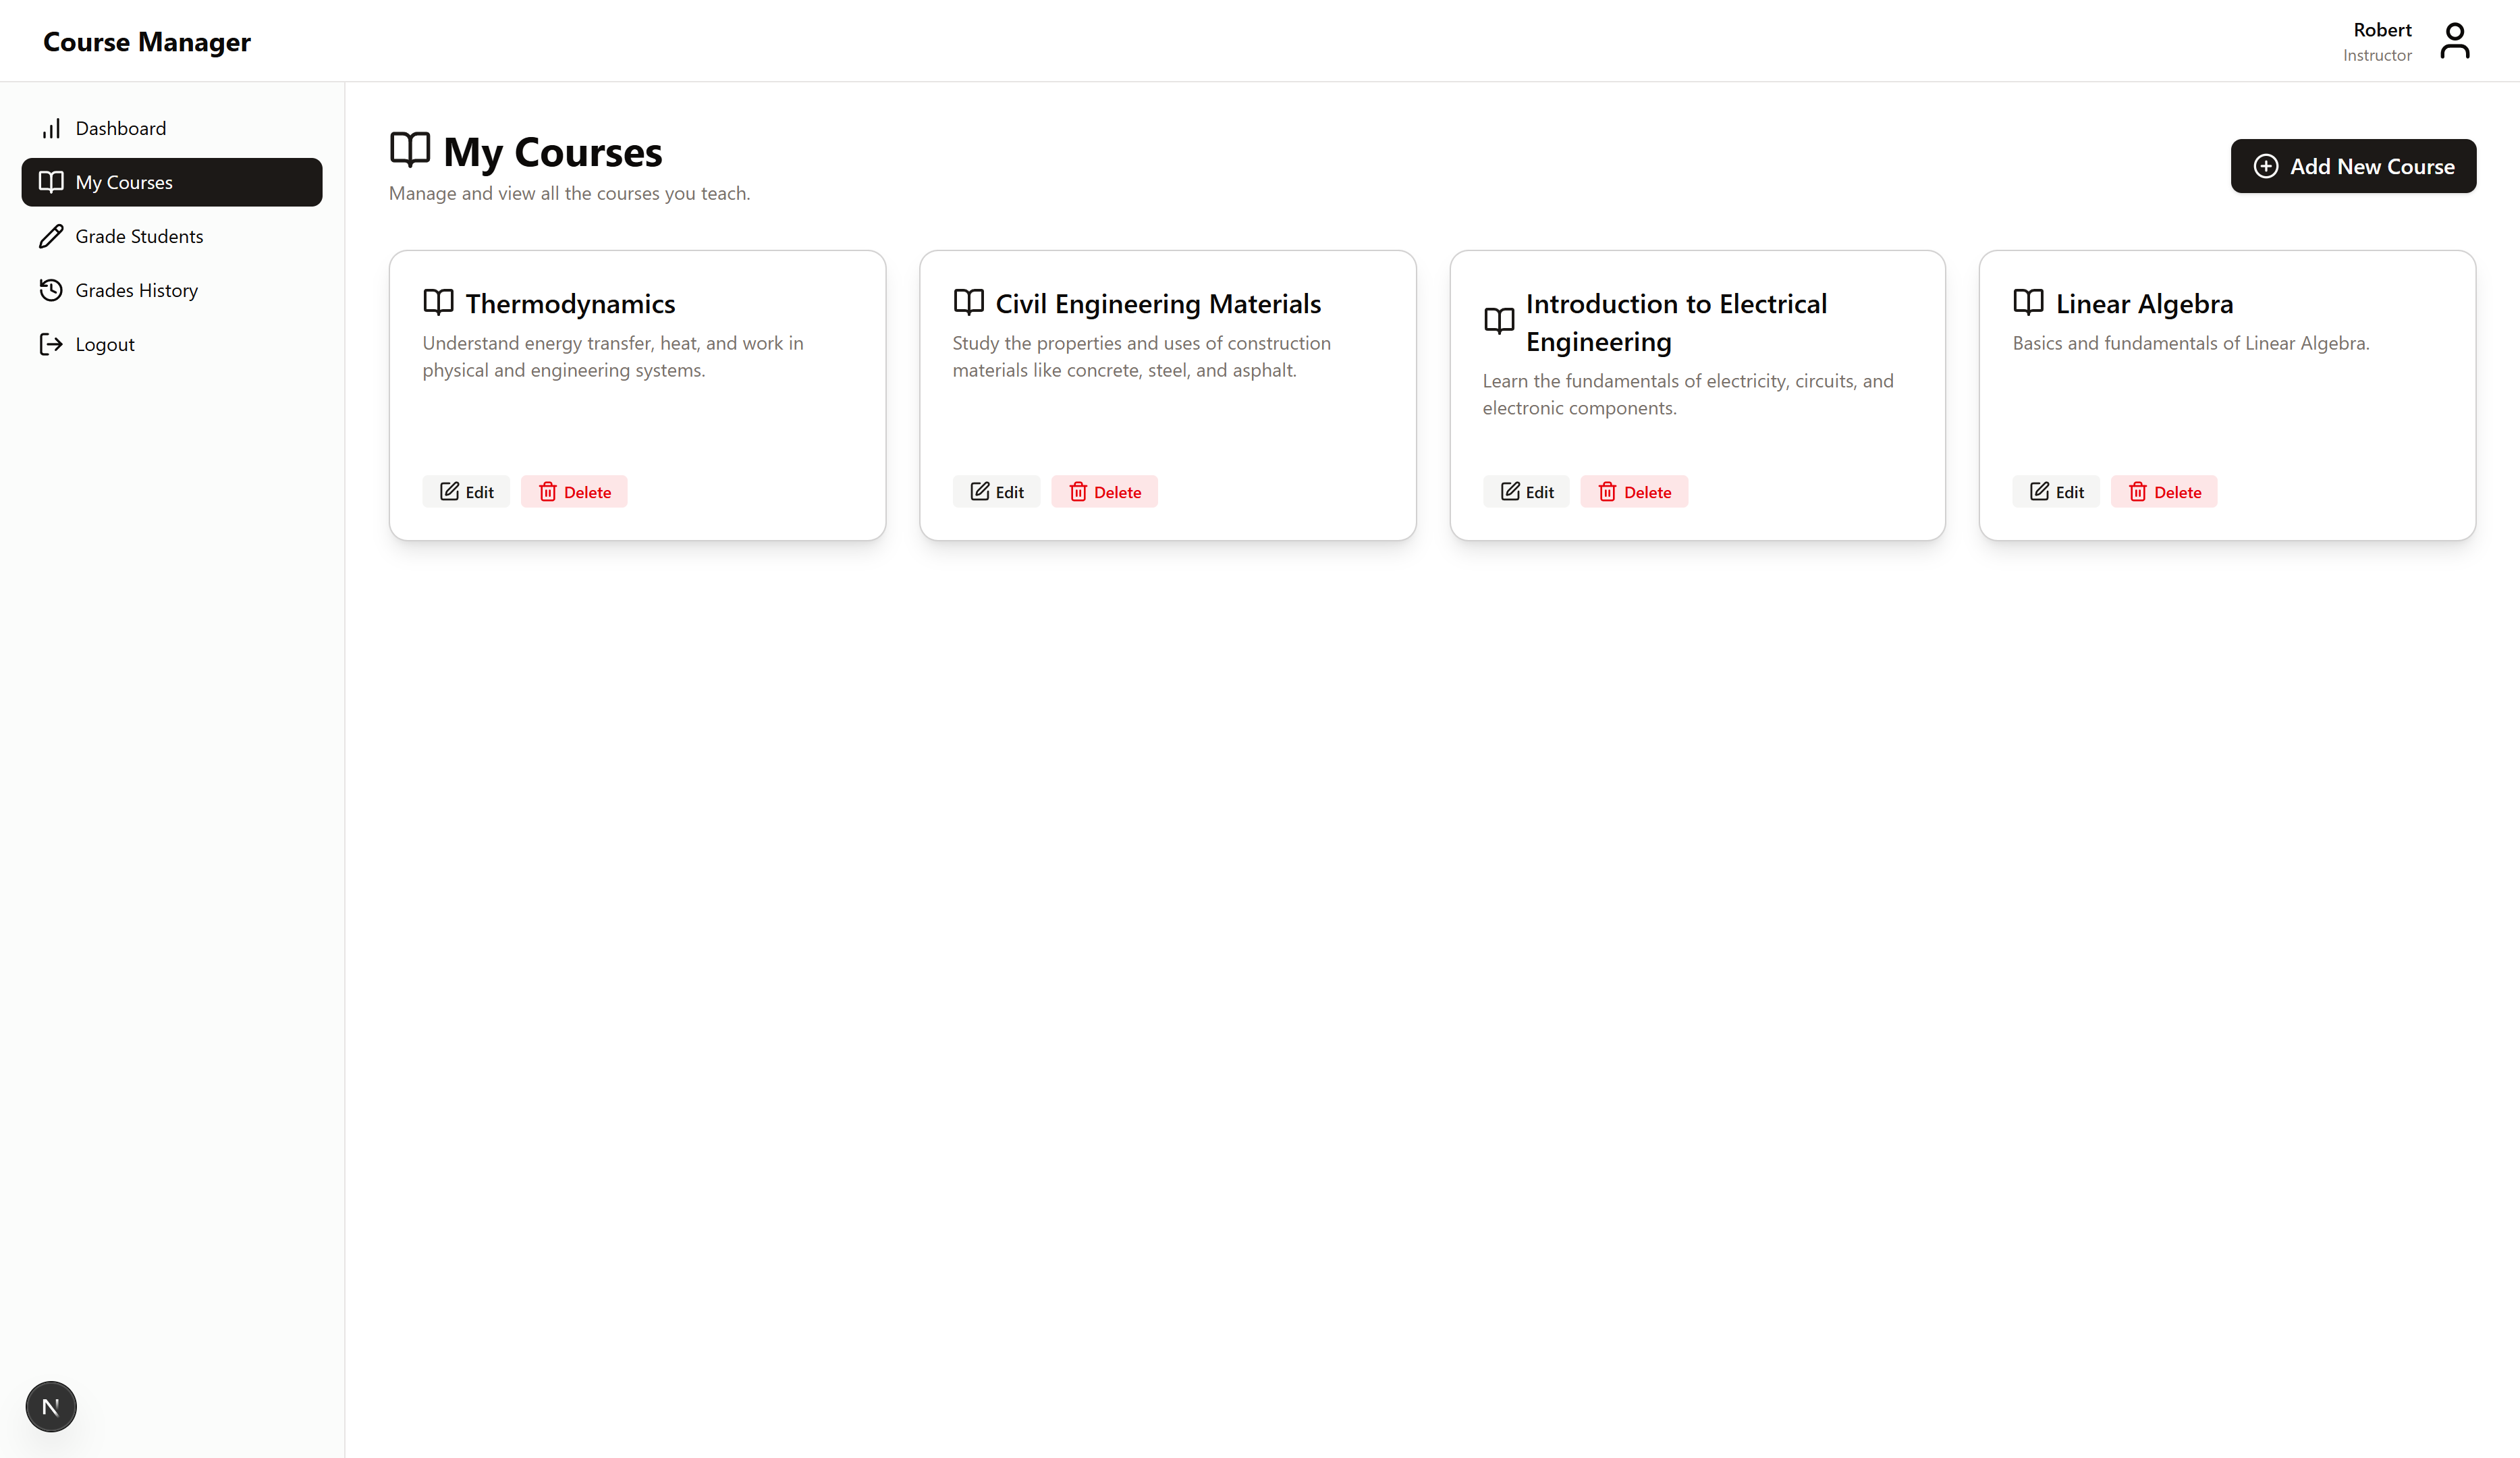 Course Manager
Robert
Instructor
Dashboard
My Courses
Grade Students
Grades History
Logout
My Courses
Manage and view all the courses you teach.
Add New Course
Thermodynamics
Understand energy transfer, heat, and work in
physical and engineering systems.
Edit Delete
Civil Engineering Materials
Study the properties and uses of construction
materials like concrete, steel, and asphalt.
Edit Delete
Introduction to Electrical
Engineering
Learn the fundamentals of electricity, circuits, and
electronic components.
Edit Delete
Linear Algebra
Basics and fundamentals of Linear Algebra.
Edit Delete
N